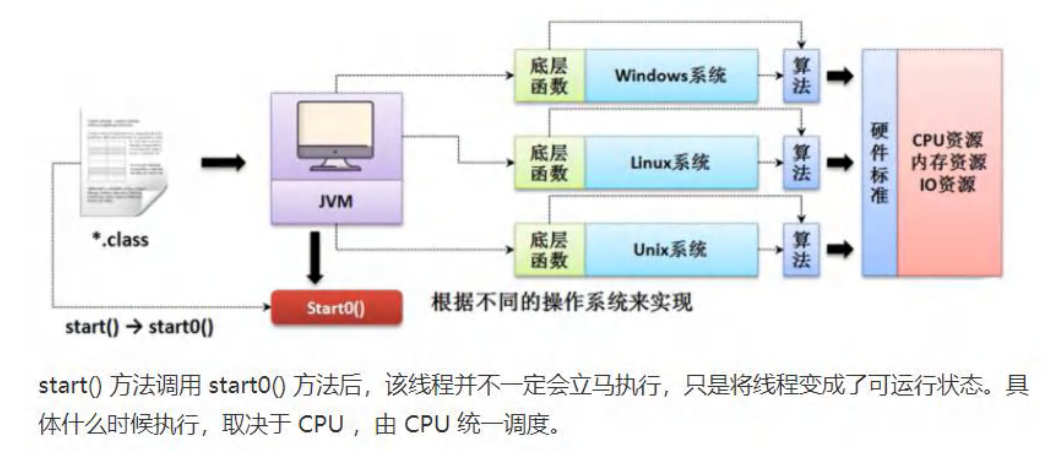 底层
函数
Windows系统
算
法
底层
函数
Linux系统
算
法
底层
函数
Unix系统
算
法
硬
件
标
准
CPU资源
内存资源
IO资源
JVM
*.class
Start0()
start() → start0()
根据不同的操作系统来实现
start() 方法调用 start0() 方法后，该线程并不一定会立马执行，只是将线程变成了可运行状态。具
体什么时候执行，取决于 CPU ，由 CPU 统一调度。